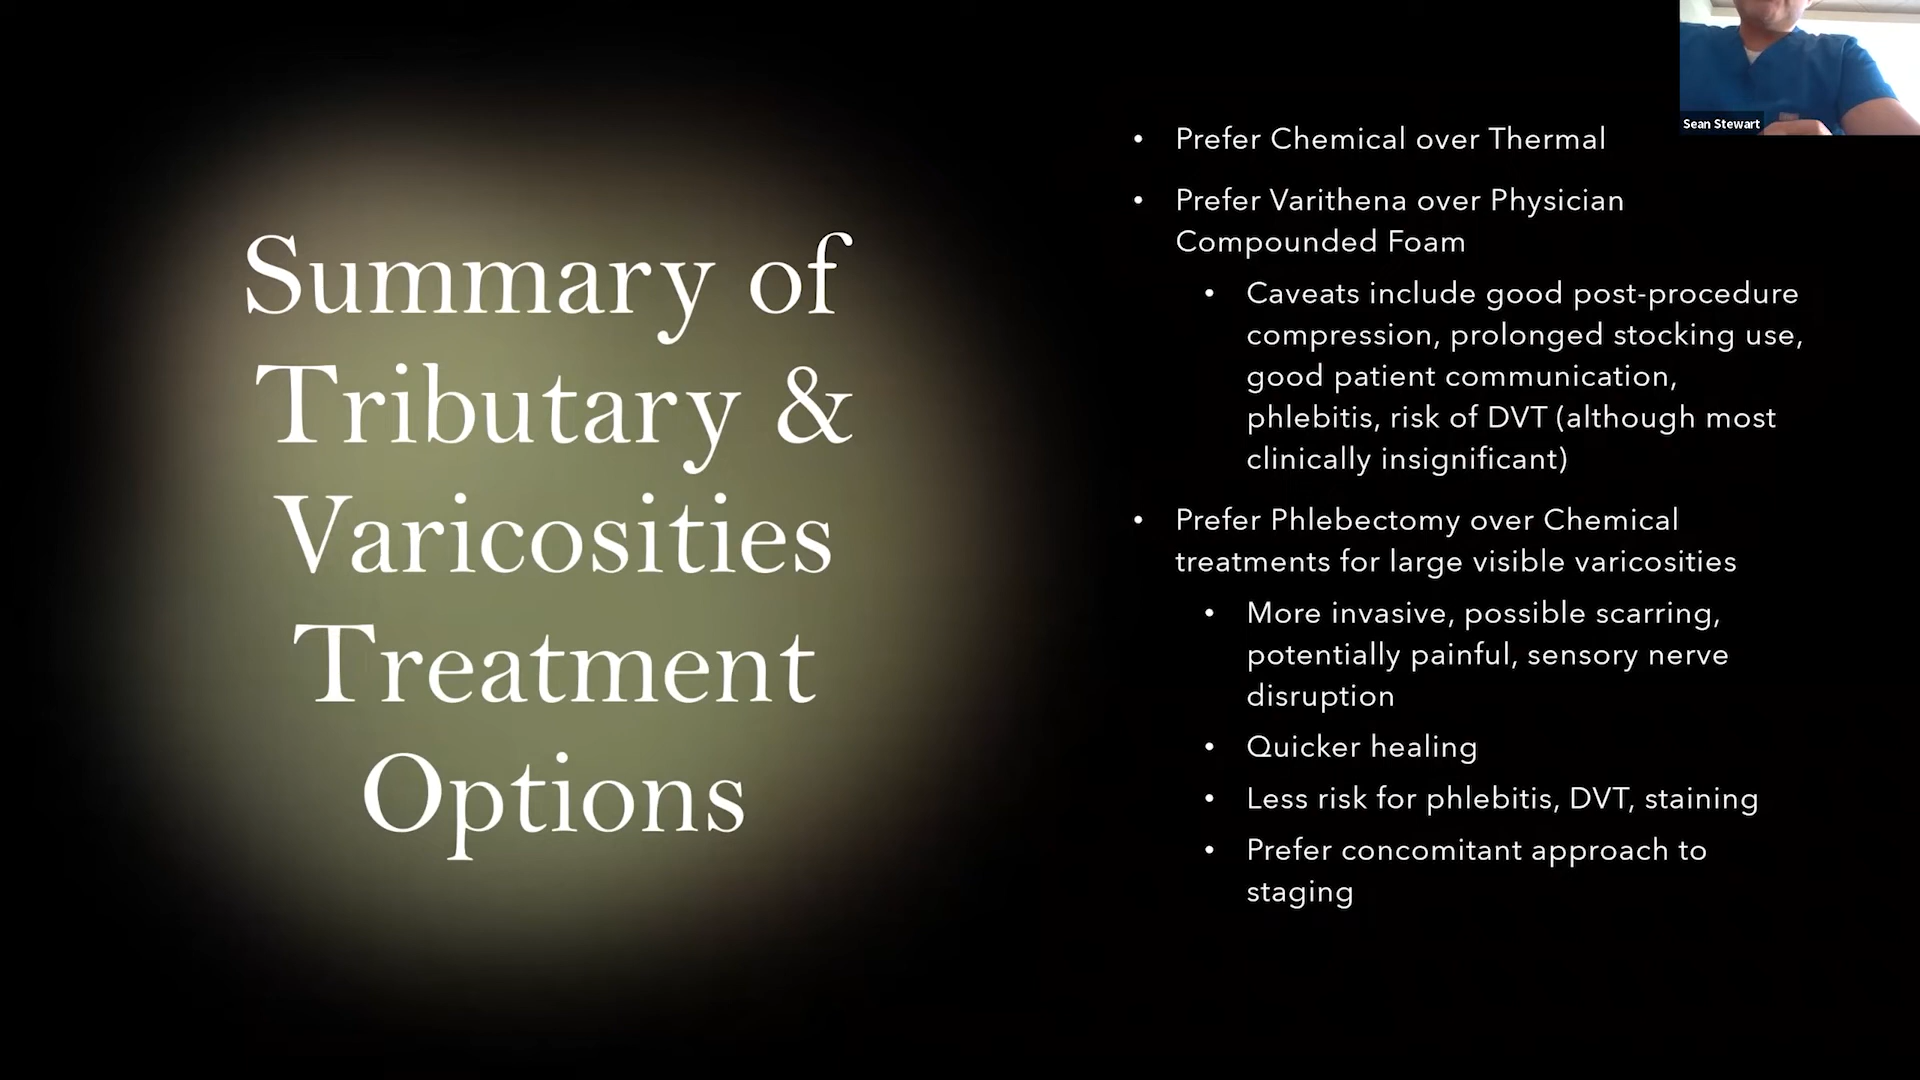 Summary of
Tributary &
Varicosities
Treatment
Options
Sean Stewart
• Prefer Chemical over Thermal
• Prefer Varithena over Physician
Compounded Foam
• Caveats include good post-procedure
compression, prolonged stocking use,
good patient communication,
phlebitis, risk of DVT (although most
clinically insignificant)
• Prefer Phlebectomy over Chemical
treatments for large visible varicosities
• More invasive, possible scarring,
potentially painful, sensory nerve
disruption
• Quicker healing
• Less risk for phlebitis, DVT, staining
• Prefer concomitant approach to
staging